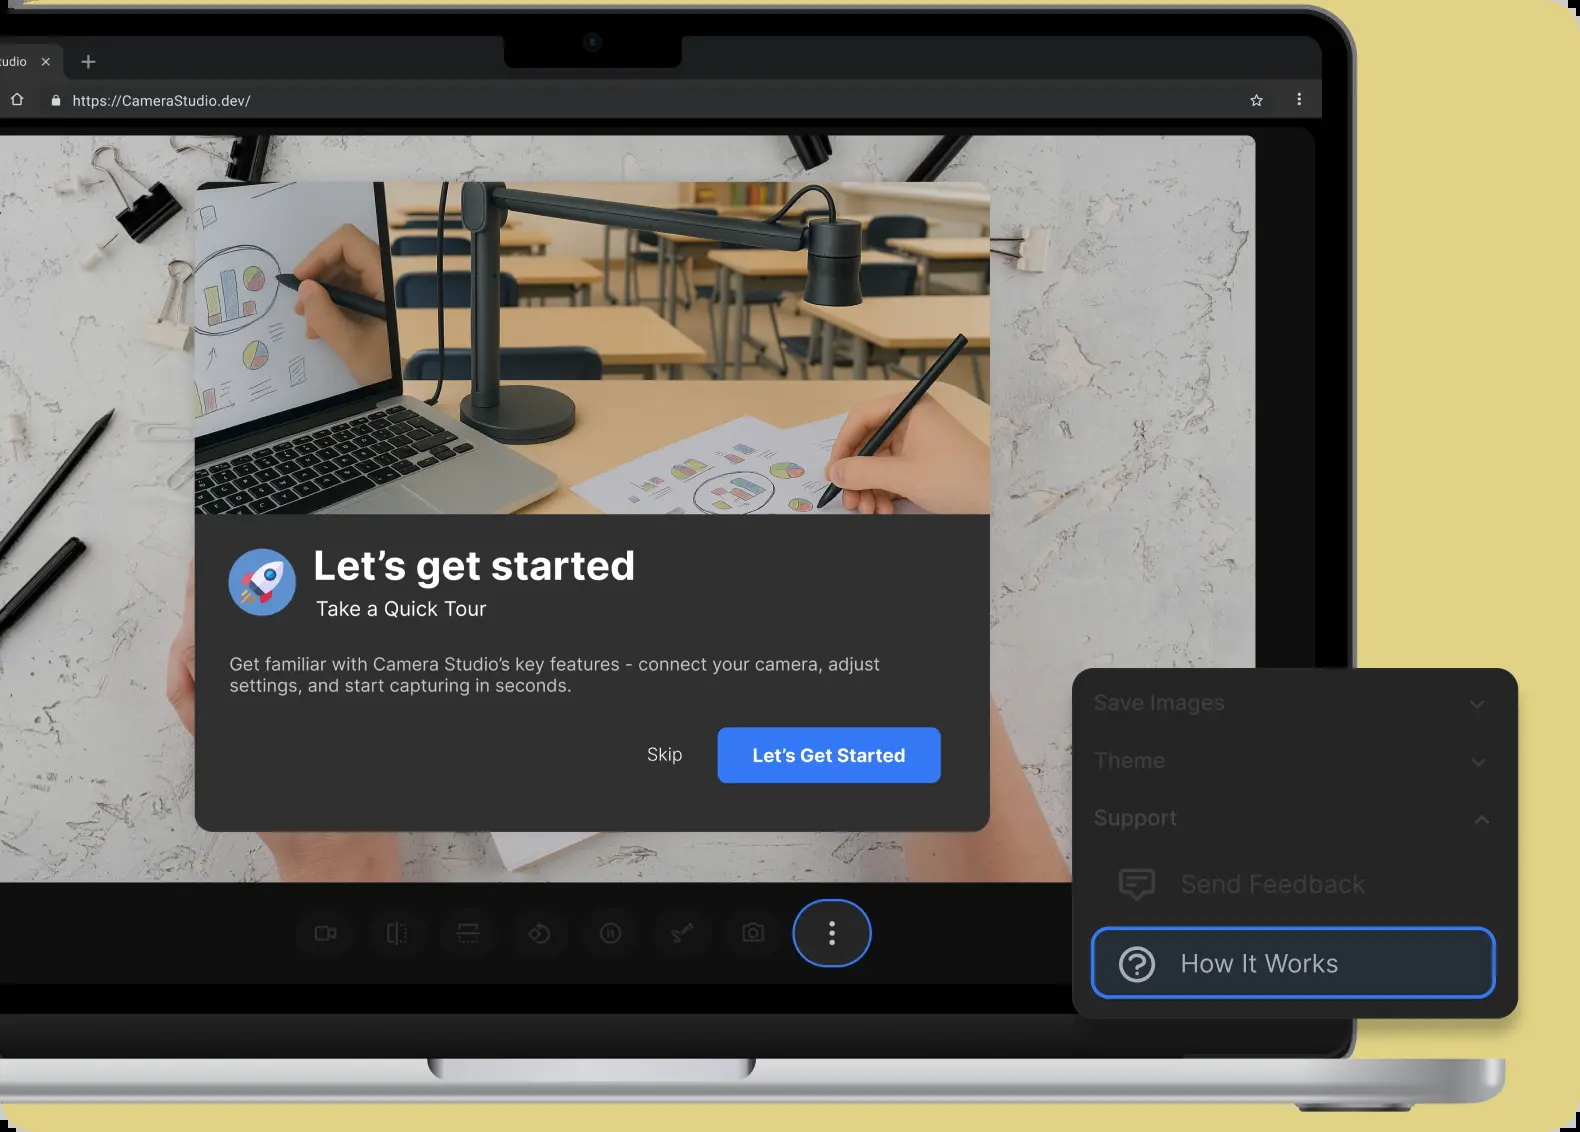 tudio
https://CameraStudio.dev/
Let's get started
Take a Quick Tour
Get familiar with Camera Studio's key features - connect your camera, adjust
settings, and start capturing in seconds.
Skip
Let's Get Started
Save Images
Theme
Support
Send Feedback
How It Works